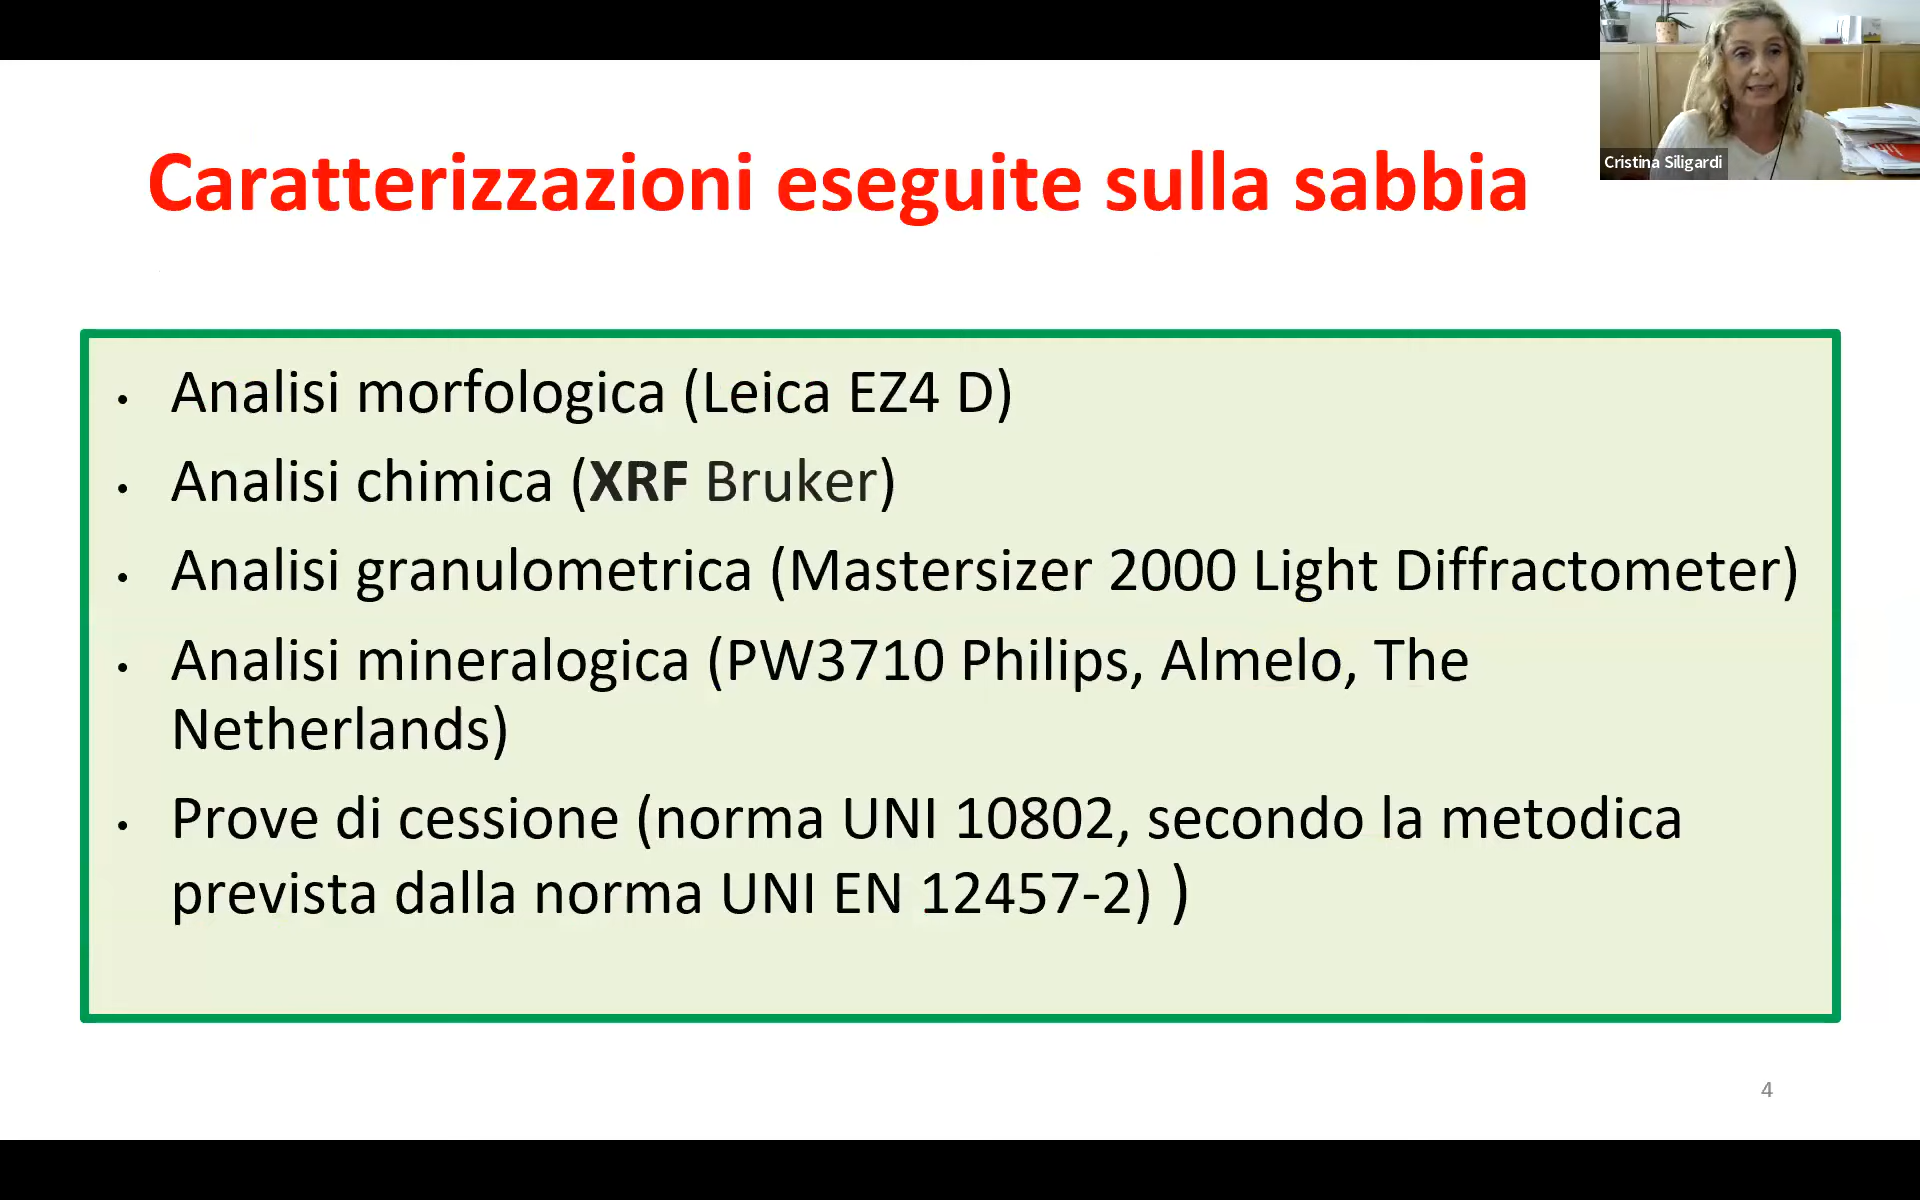 Cristina Siligardi
Caratterizzazioni eseguite sulla sabbia
• Analisi morfologica (Leica EZ4 D)
• Analisi chimica (XRF Bruker)
• Analisi granulometrica (Mastersizer 2000 Light Diffractometer)
• Analisi mineralogica (PW3710 Philips, Almelo, The
Netherlands)
• Prove di cessione (norma UNI 10802, secondo la metodica
prevista dalla norma UNI EN 12457-2) )
4